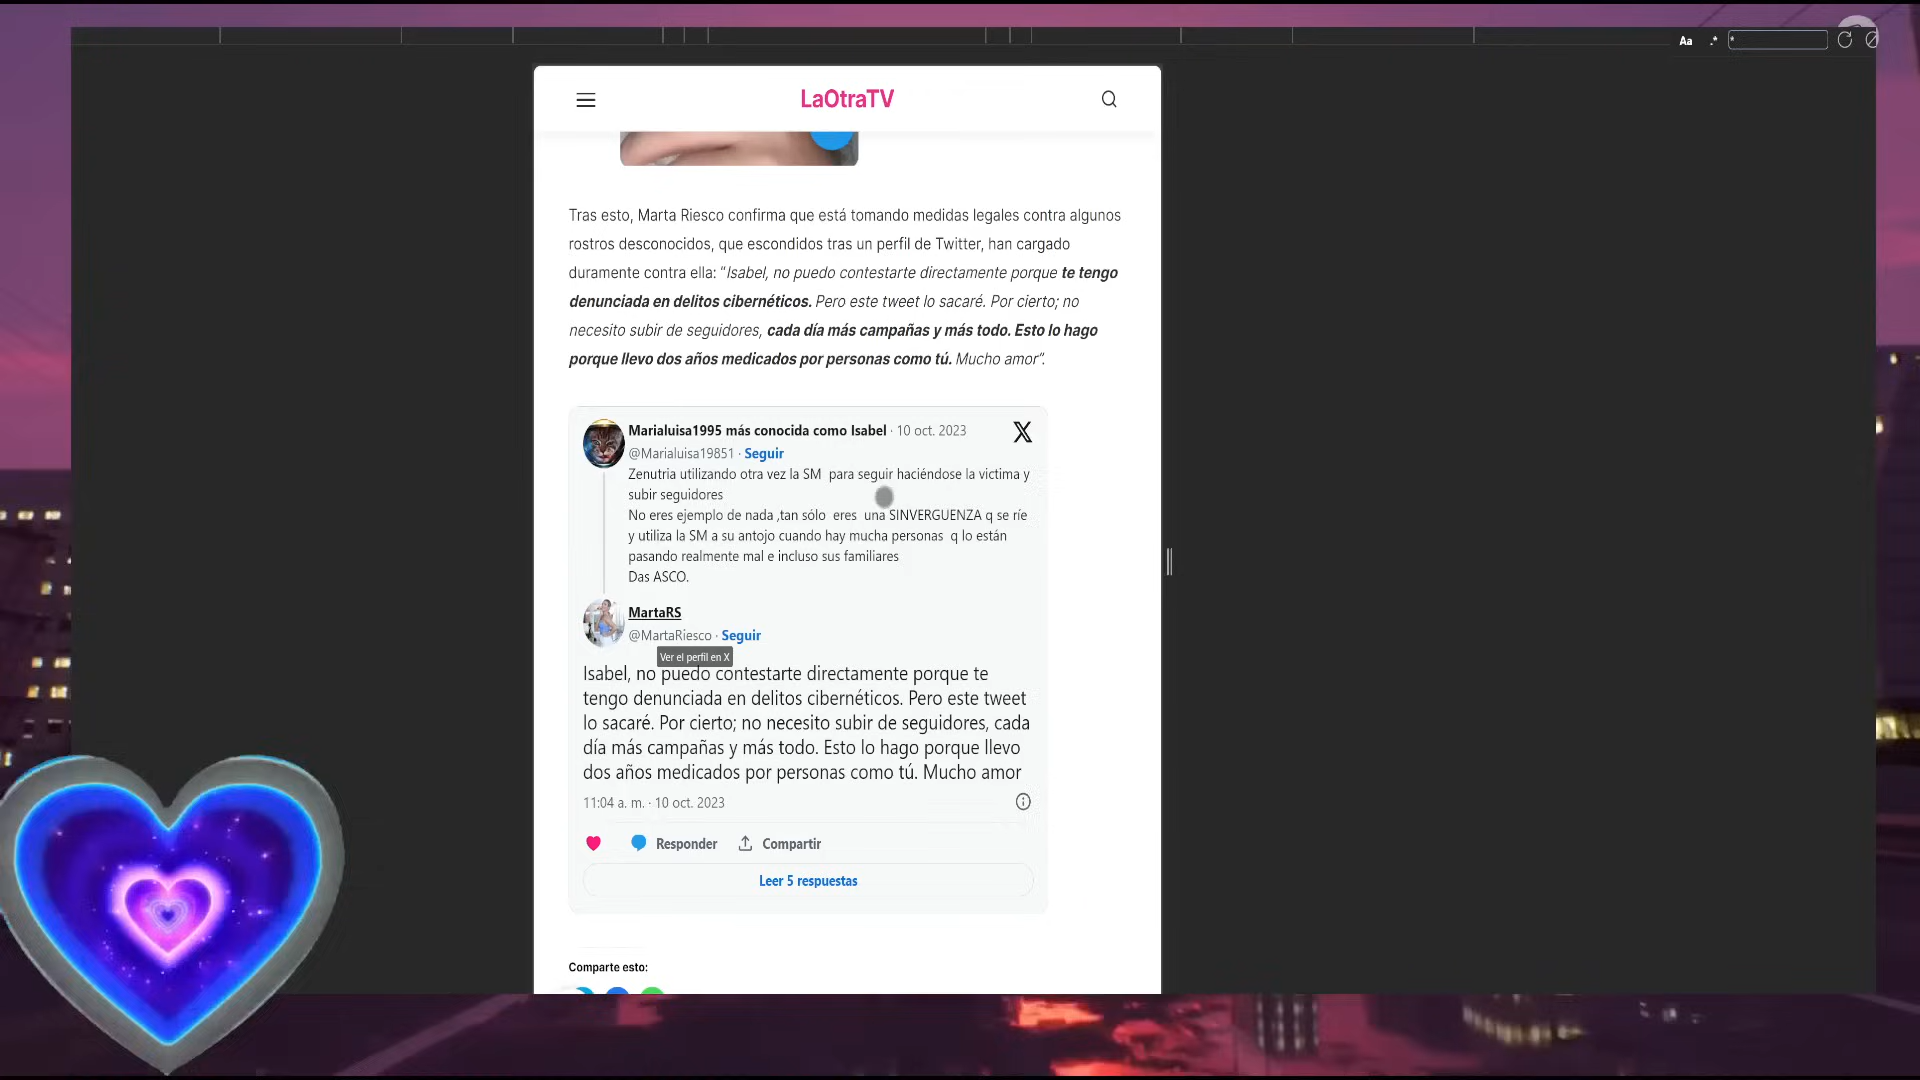 Aa .* *
LaOtraTV
Tras esto, Marta Riesco confirma que está tomando medidas legales contra algunos
rostros desconocidos, que escondidos tras un perfil de Twitter, han cargado
duramente contra ella: “Isabel, no puedo contestarte directamente porque te tengo
denunciada en delitos cibernéticos. Pero este tweet lo sacaré. Por cierto; no
necesito subir de seguidores, cada día más campañas y más todo. Esto lo hago
porque llevo dos años medicados por personas como tú. Mucho amor”.
Marialuisa1995 más conocida como Isabel · 10 oct. 2023
@Marialuisa19851 · Seguir
Zenutria utilizando otra vez la SM para seguir haciéndose la victima y
subir seguidores
No eres ejemplo de nada ,tan sólo eres una SINVERGUENZA q se ríe
y utiliza la SM a su antojo cuando hay mucha personas q lo están
pasando realmente mal e incluso sus familiares
Das ASCO.
MartaRS
@MartaRiesco · Seguir
Ver el perfil en X
Isabel, no puedo contestarte directamente porque te
tengo denunciada en delitos cibernéticos. Pero este tweet
lo sacaré. Por cierto; no necesito subir de seguidores, cada
día más campañas y más todo. Esto lo hago porque llevo
dos años medicados por personas como tú. Mucho amor
11:04 a. m. · 10 oct. 2023
Responder Compartir
Leer 5 respuestas
Comparte esto: